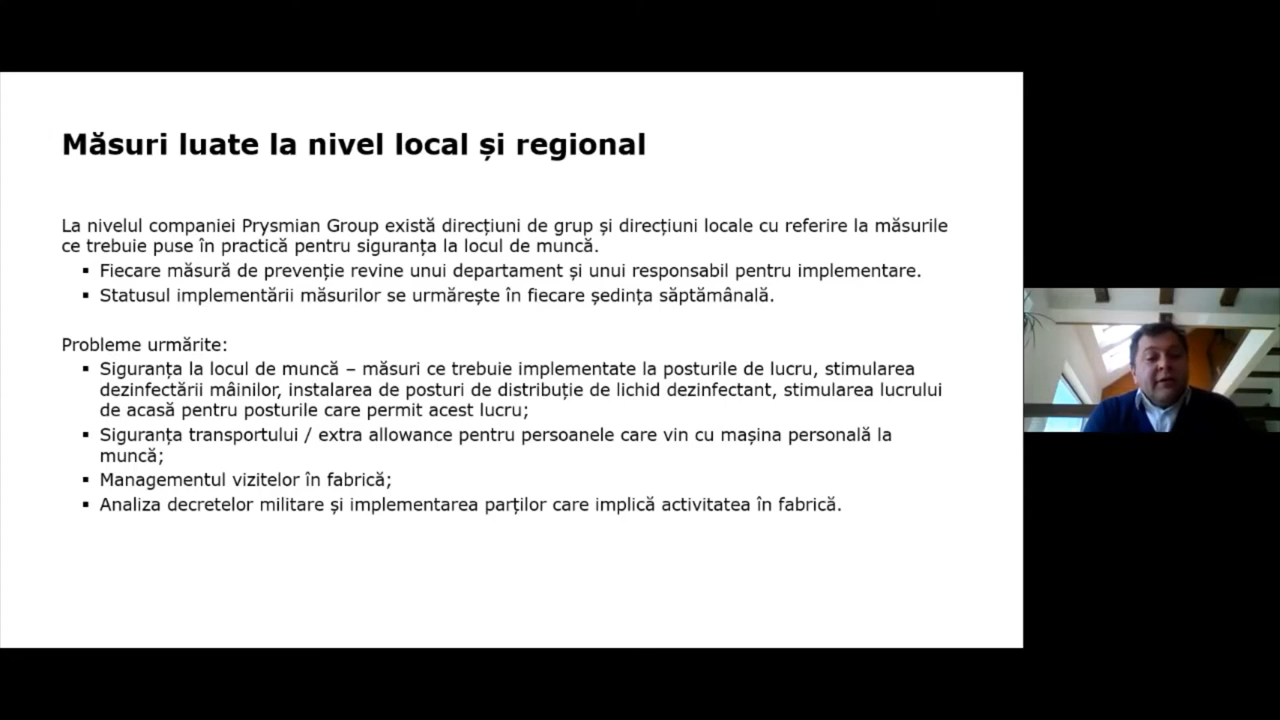 Măsuri luate la nivel local și regional
La nivelul companiei Prysmian Group există direcțiuni de grup și direcțiuni locale cu referire la măsurile
ce trebuie puse în practică pentru siguranța la locul de muncă.
▪ Fiecare măsură de prevenție revine unui departament și unui responsabil pentru implementare.
▪ Statusul implementării măsurilor se urmărește în fiecare ședința săptămânală.
Probleme urmărite:
▪ Siguranța la locul de muncă – măsuri ce trebuie implementate la posturile de lucru, stimularea
dezinfectării mâinilor, instalarea de posturi de distribuție de lichid dezinfectant, stimularea lucrului
de acasă pentru posturile care permit acest lucru;
▪ Siguranța transportului / extra allowance pentru persoanele care vin cu mașina personală la
muncă;
▪ Managementul vizitelor în fabrică;
▪ Analiza decretelor militare și implementarea parților care implică activitatea în fabrică.